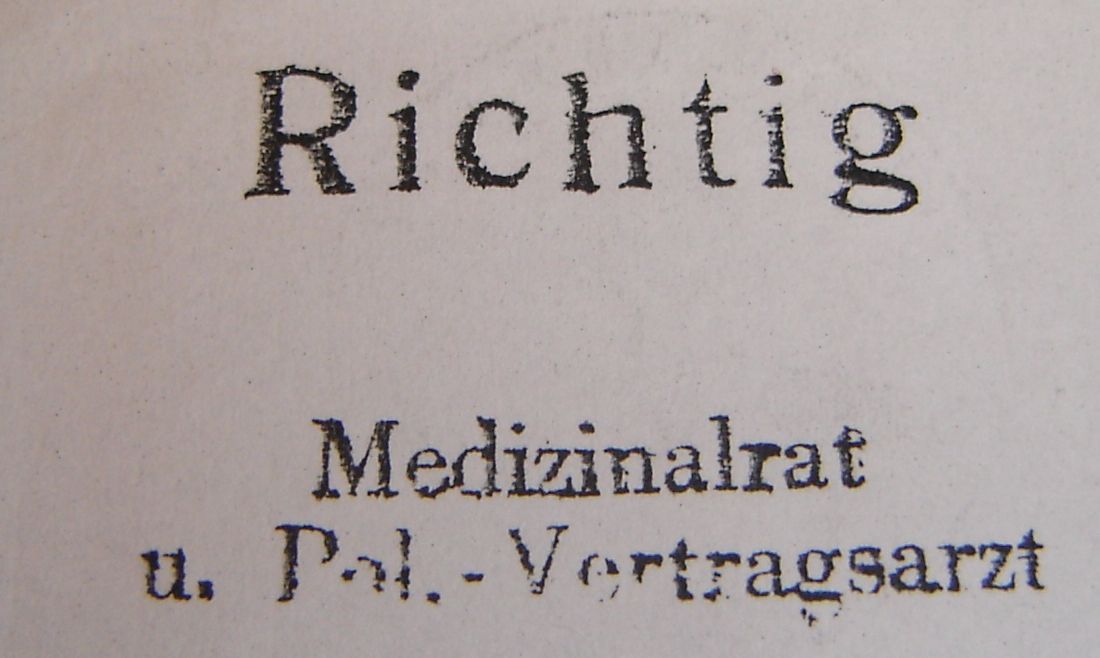 Richtig
Medizinalrat
u. Pol.-Vertragsarzt